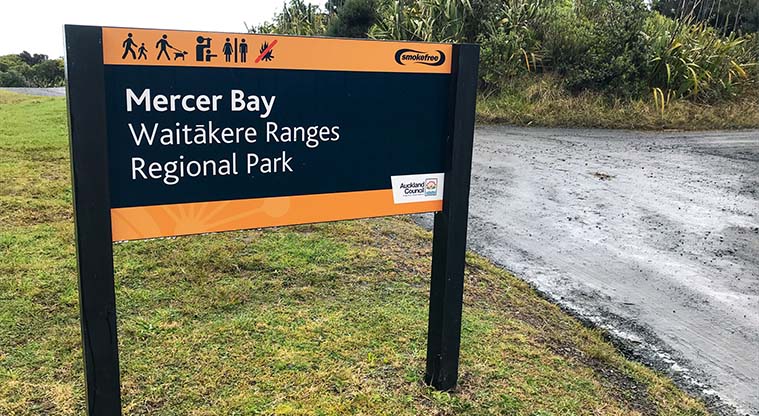 smokefree
Mercer Bay
Waitākere Ranges
Regional Park
Auckland
Council